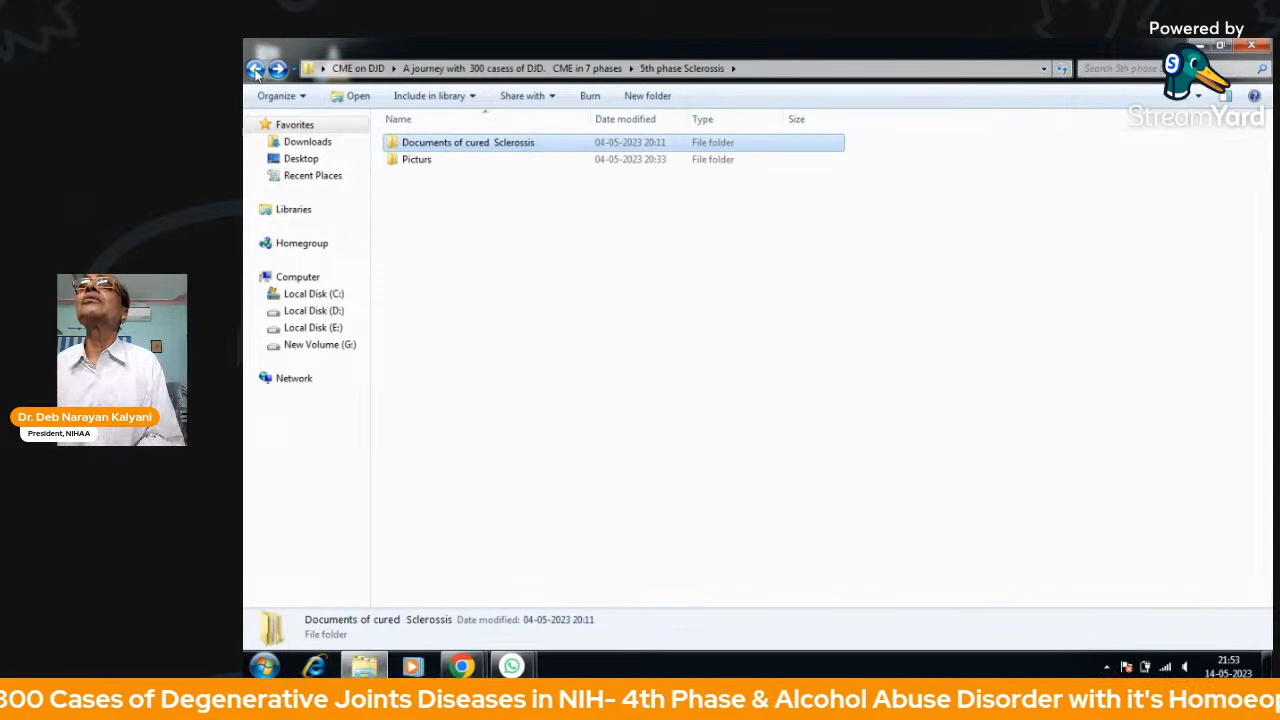 Powered by
StreamYard
CME on DJD
A journey with 300 casess of DJD. CME in 7 phases
5th phase Sclerossis
Search 5th phase
Organize
Open
Include in library
Share with
Burn
New folder
Name
Date modified
Type
Size
Favorites
Downloads
Desktop
Recent Places
Libraries
Homegroup
Computer
Local Disk (C:)
Local Disk (D:)
Local Disk (E:)
New Volume (G:)
Network
Documents of cured Sclerossis 04-05-2023 20:11 File folder
Picturs 04-05-2023 20:33 File folder
Dr. Deb Narayan Kalyani
President, NIHAA
Documents of cured Sclerossis Date modified: 04-05-2023 20:11
File folder
21:53
14-05-2023
300 Cases of Degenerative Joints Diseases in NIH- 4th Phase & Alcohol Abuse Disorder with it's Homoeop